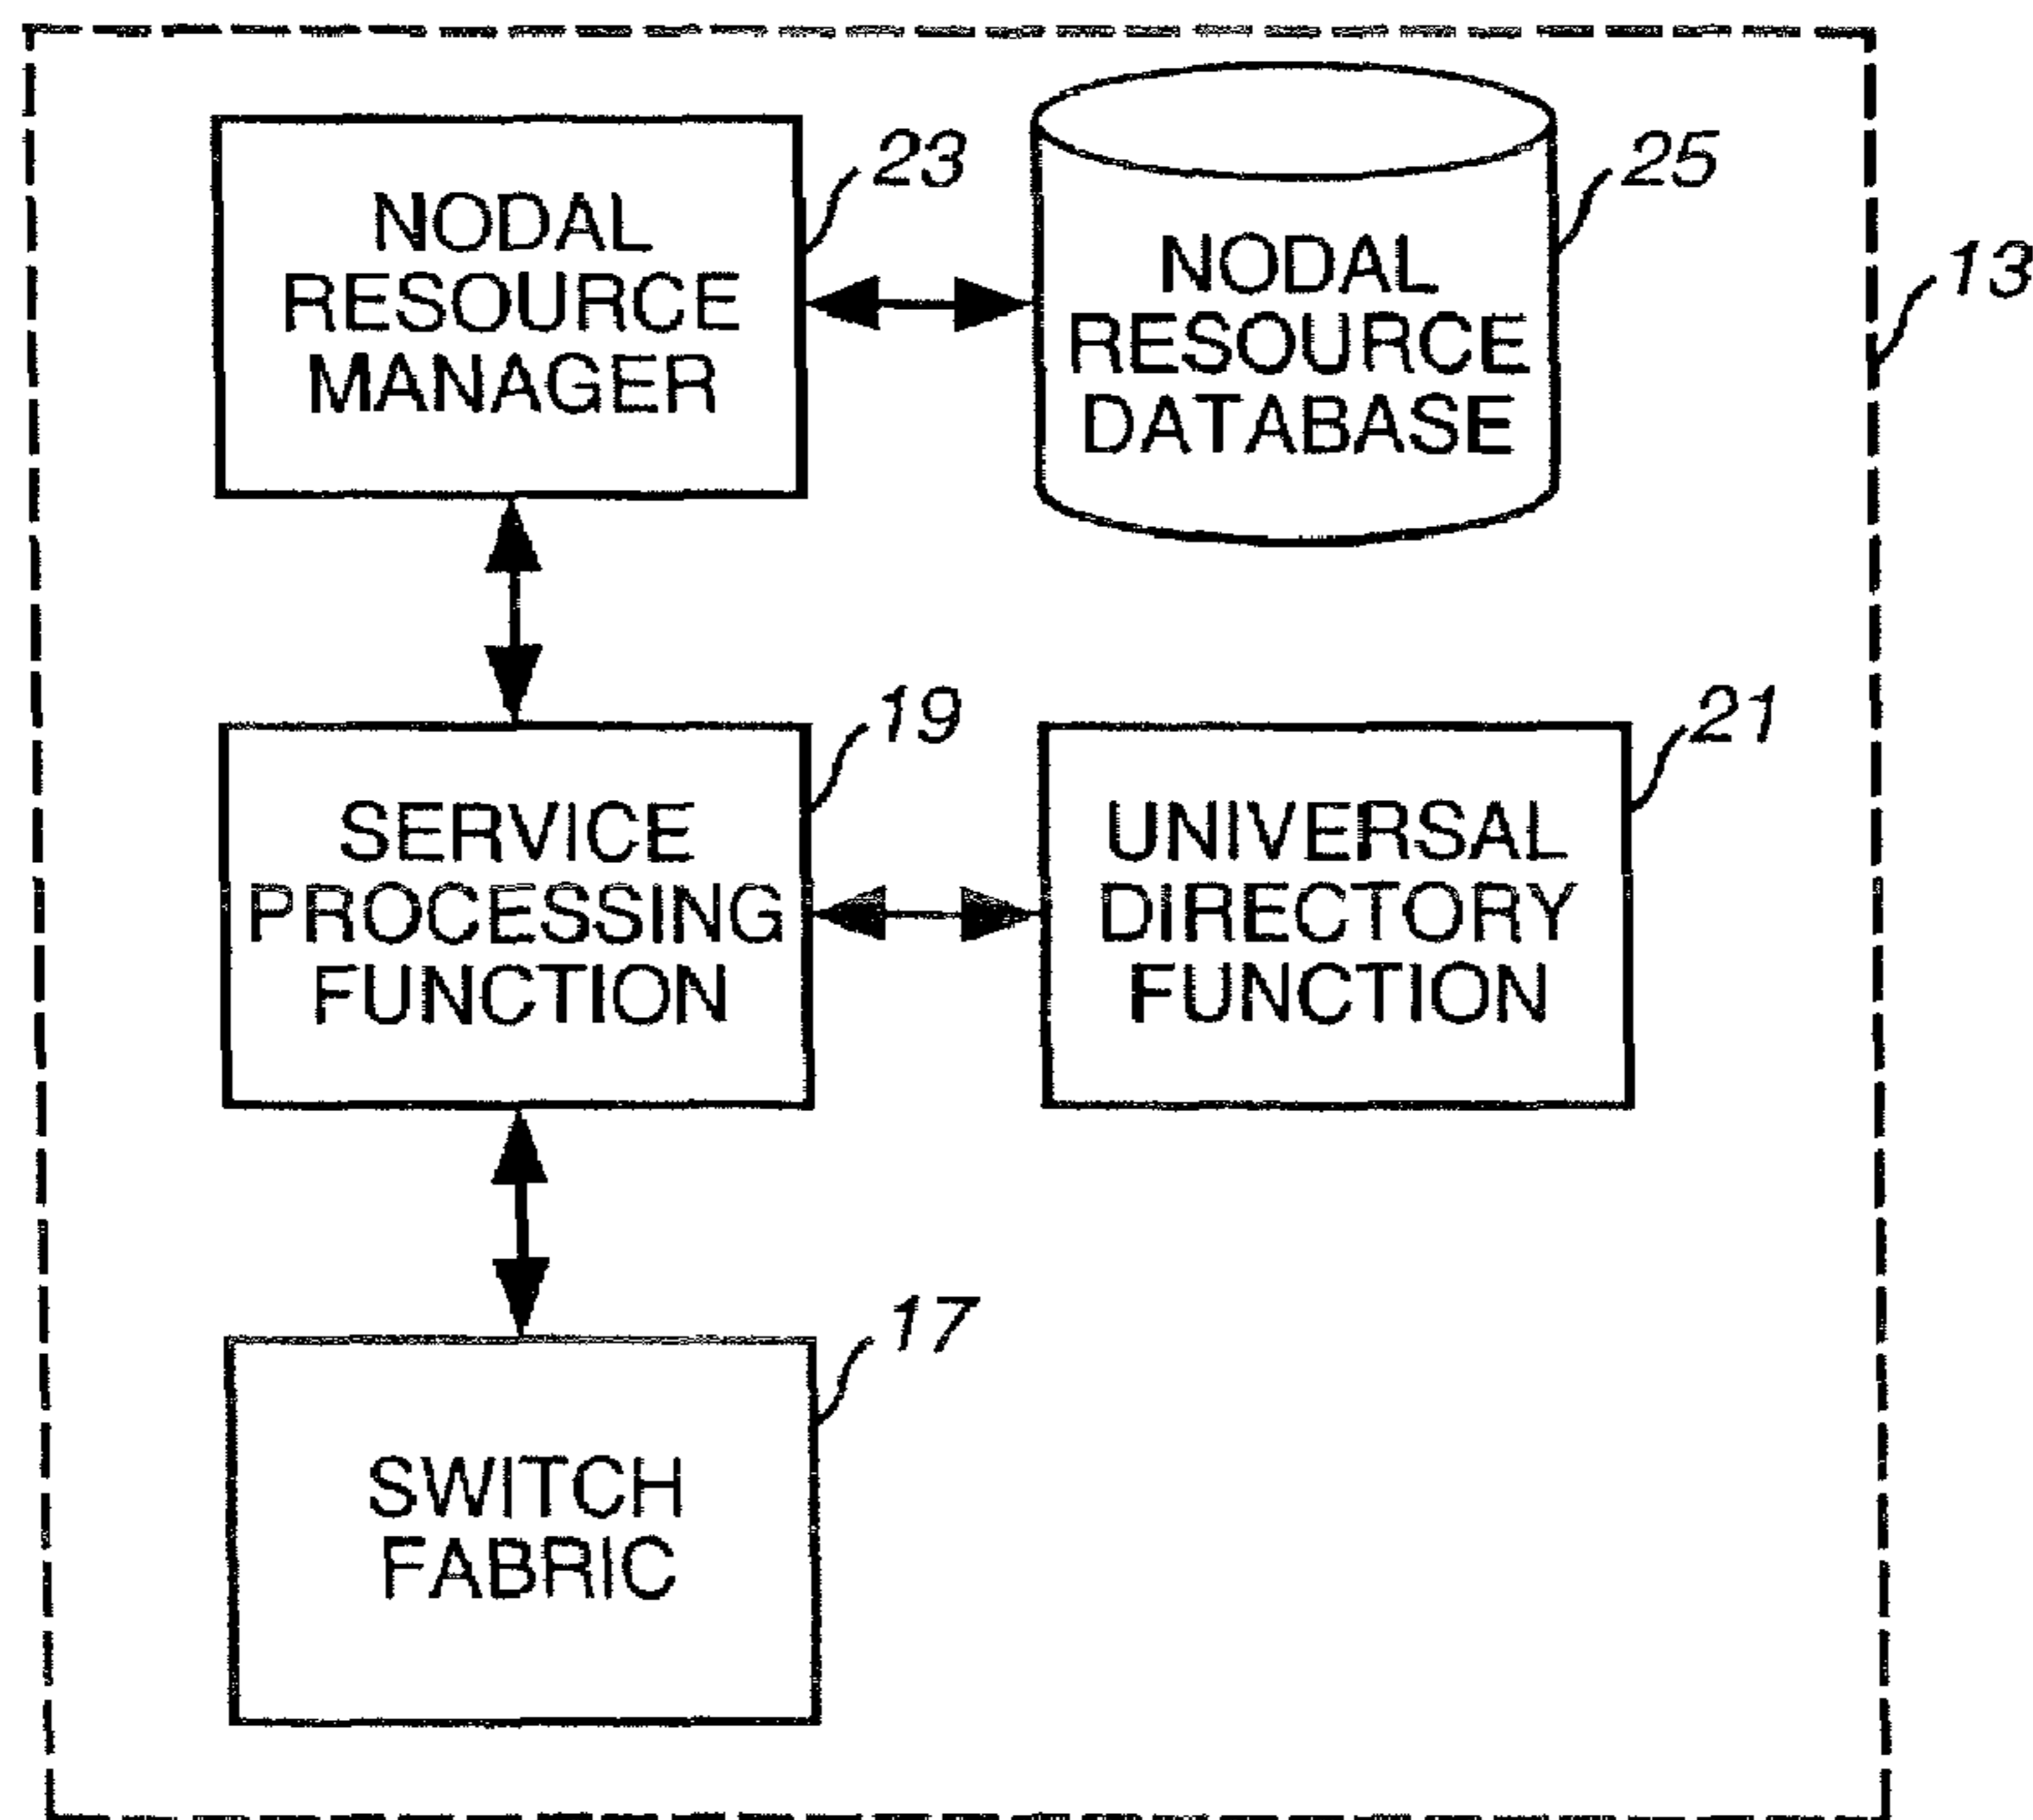 NODAL
RESOURCE
MANAGER
23
NODAL
RESOURCE
DATABASE
25
13
SERVICE
PROCESSING
FUNCTION
19
UNIVERSAL
DIRECTORY
FUNCTION
21
SWITCH
FABRIC
17